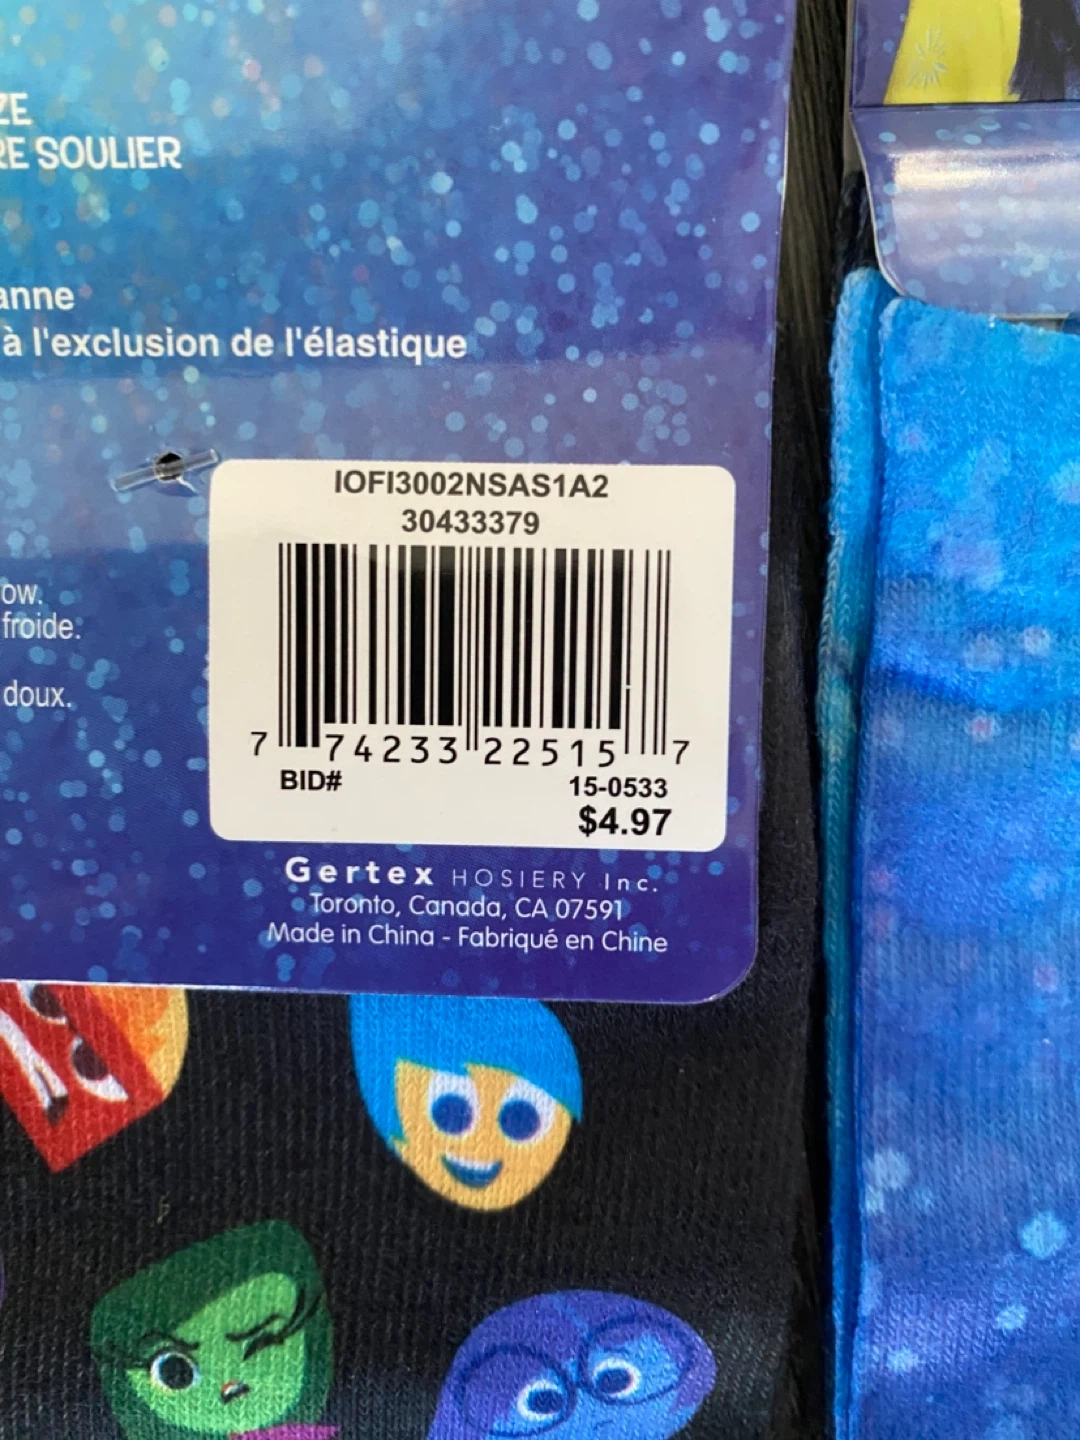 ZE
RE SOULIER
anne
à l'exclusion de l'élastique
ow.
froide.
doux.
IOFI3002NSAS1A2
30433379
7 74233 22515 7
BID# 15-0533
$4.97
Gertex HOSIERY Inc.
Toronto, Canada, CA 07591
Made in China - Fabriqué en Chine